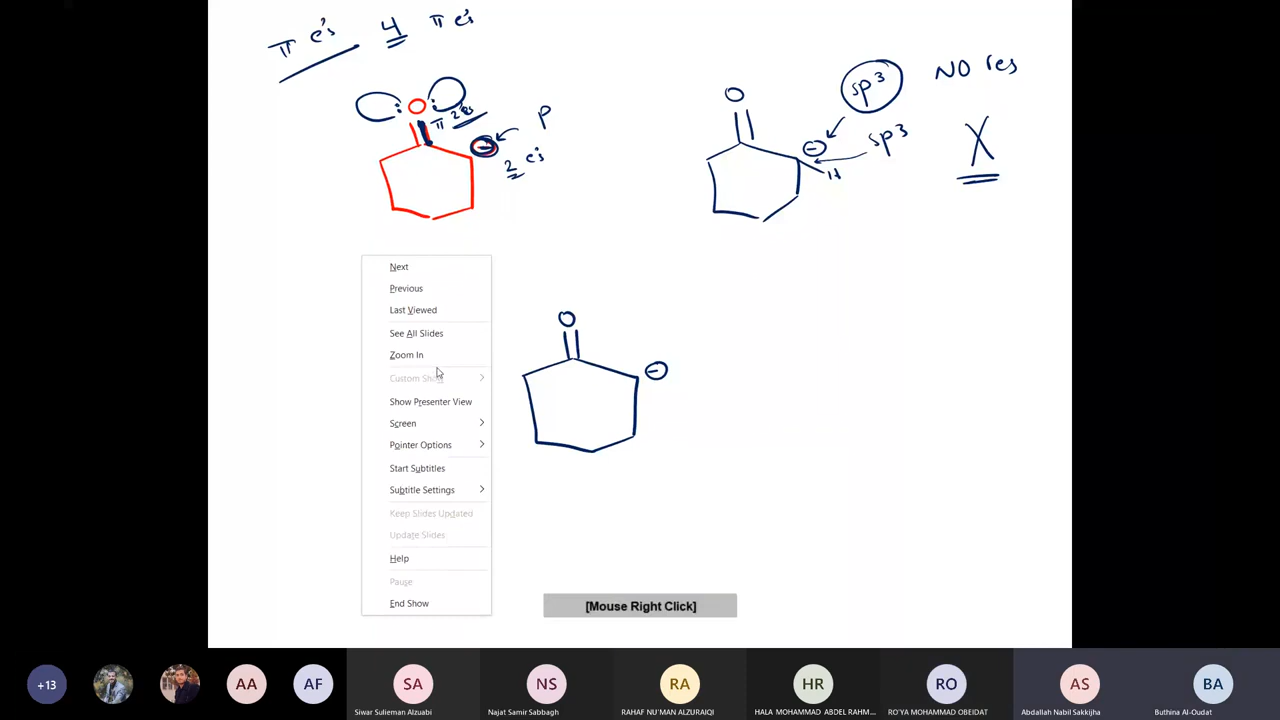 π e's 4 π e's
O
π 2 e's
p
2 e's
O
sp³
sp³
H
NO res
X
O
Next
Previous
Last Viewed
See All Slides
Zoom In
Custom Show
Show Presenter View
Screen
Pointer Options
Start Subtitles
Subtitle Settings
Keep Slides Updated
Update Slides
Help
Pause
End Show
[Mouse Right Click]
+13
AA
AF
SA
NS
RA
HR
RO
AS
BA
Siwar Sulieman Alzuabi
Najat Samir Sabbagh
RAHAF NU'MAN ALZURAIQI
HALA MOHAMMAD ABDEL RAHM...
RO'YA MOHAMMAD OBEIDAT
Abdallah Nabil Sakkijha
Buthina Al-Oudat